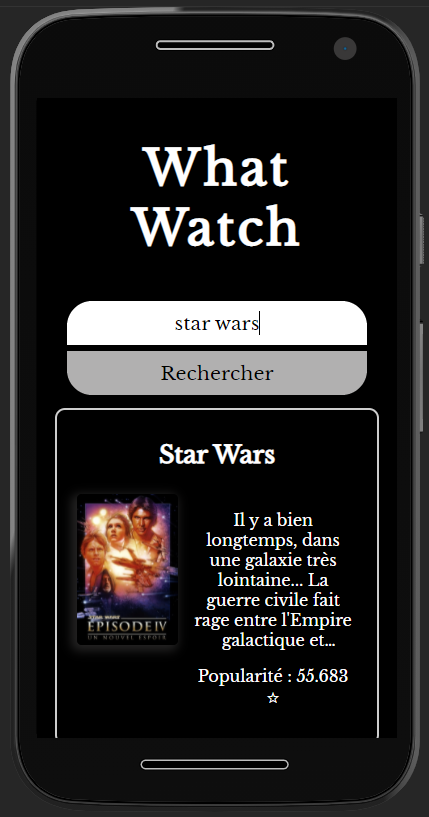 What
Watch
star wars
Rechercher
Star Wars
STAR WARS
EPISODE IV
UN NOUVEL ESPOIR
Il y a bien
longtemps, dans
une galaxie très
lointaine... La
guerre civile fait
rage entre l'Empire
galactique et...
Popularité : 55.683
☆